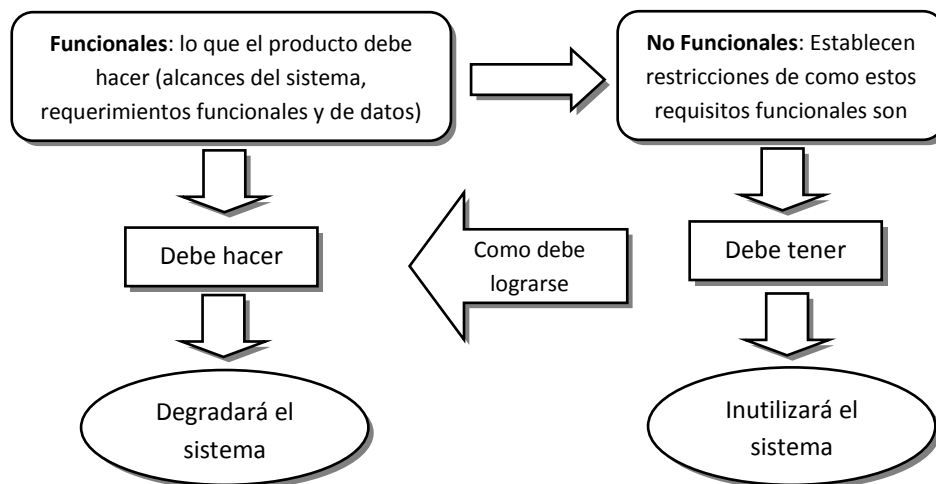 Funcionales: lo que el producto debe
hacer (alcances del sistema,
requerimientos funcionales y de datos)
No Funcionales: Establecen
restricciones de como estos
requisitos funcionales son
Debe hacer
Como debe
lograrse
Debe tener
Degradará el
sistema
Inutilizará el
sistema